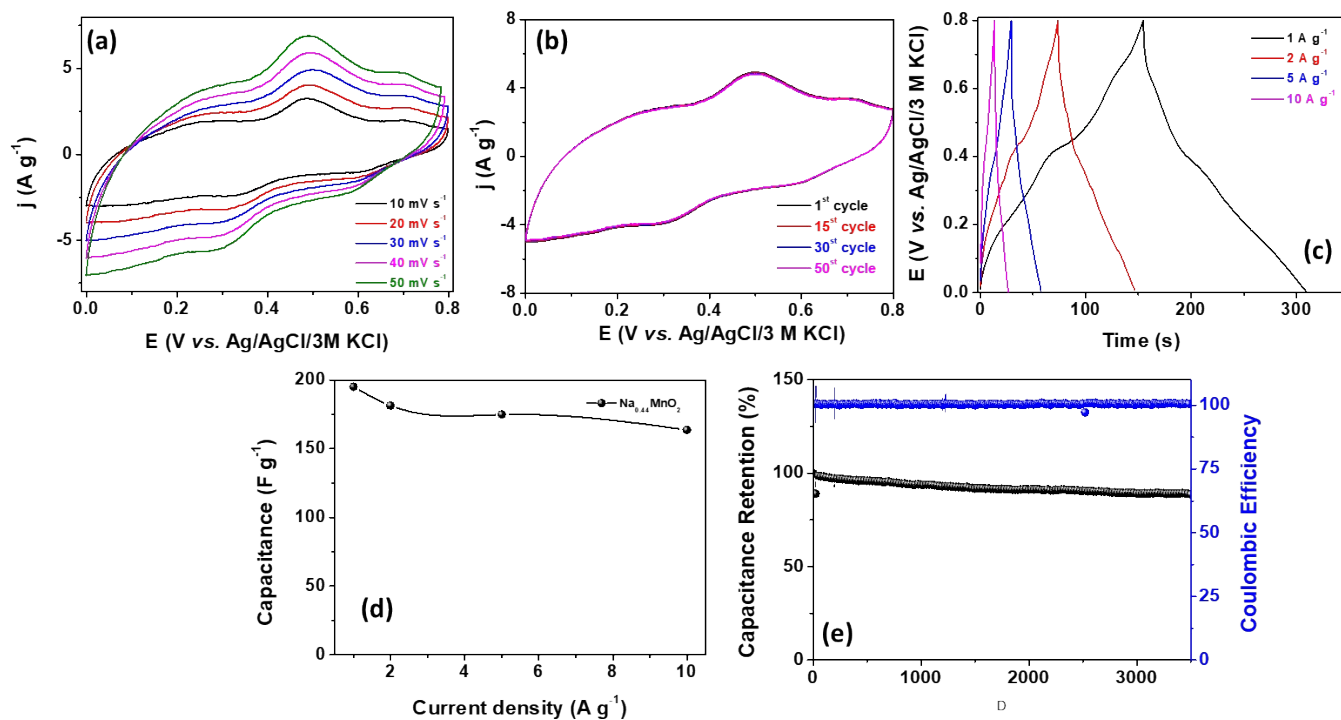 (a)
j (A g⁻¹)
5
0
-5
10 mV s⁻¹
20 mV s⁻¹
30 mV s⁻¹
40 mV s⁻¹
50 mV s⁻¹
0.0 0.2 0.4 0.6 0.8
E (V vs. Ag/AgCl/3M KCl)
(b)
j (A g⁻¹)
8
4
0
-4
-8
1ˢᵗ cycle
15ˢᵗ cycle
30ˢᵗ cycle
50ˢᵗ cycle
0.0 0.2 0.4 0.6 0.8
E (V vs. Ag/AgCl/3 M KCl)
(c)
E (V vs. Ag/AgCl/3 M KCl)
0.8
0.6
0.4
0.2
0.0
1 A g⁻¹
2 A g⁻¹
5 A g⁻¹
10 A g⁻¹
0 100 200 300
Time (s)
(d)
Capacitance (F g⁻¹)
200
150
100
50
0
Na₀.₄₄MnO₂
2 4 6 8 10
Current density (A g⁻¹)
(e)
Capacitance Retention (%)
150
100
50
0
Coulombic Efficiency
100
75
50
25
0
0 1000 2000 3000
D